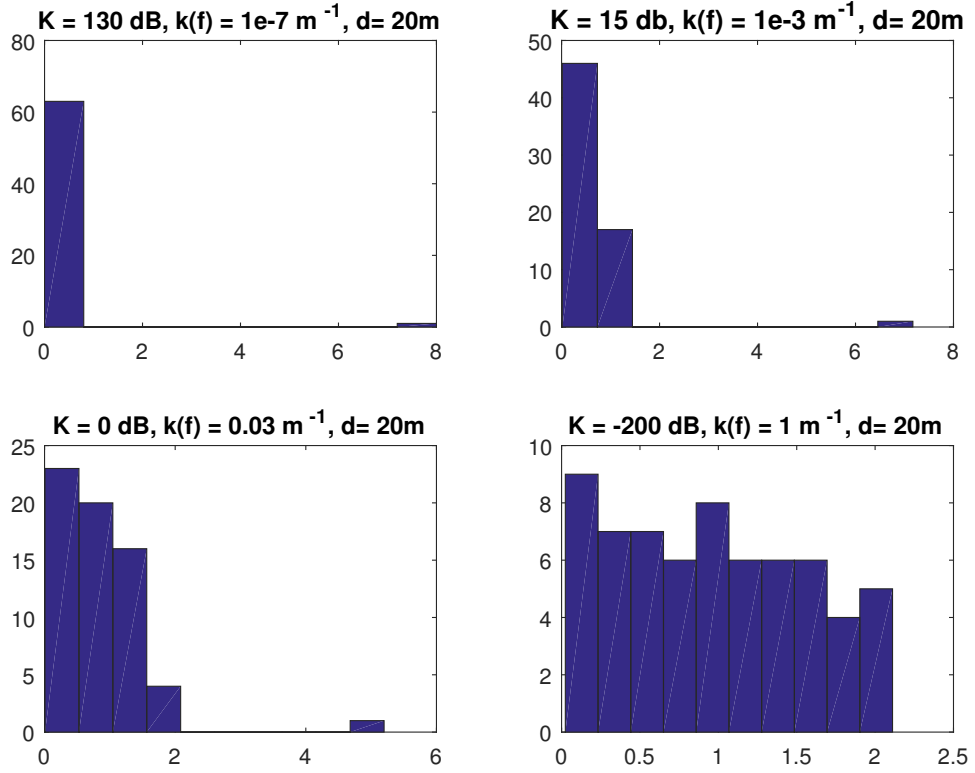 K = 130 dB, k(f) = 1e-7 m -1, d= 20m
80
60
40
20
0
0 2 4 6 8
K = 15 db, k(f) = 1e-3 m -1, d= 20m
50
40
30
20
10
0
0 2 4 6 8
K = 0 dB, k(f) = 0.03 m -1, d= 20m
25
20
15
10
5
0
0 2 4 6
K = -200 dB, k(f) = 1 m -1, d= 20m
10
8
6
4
2
0
0 0.5 1 1.5 2 2.5